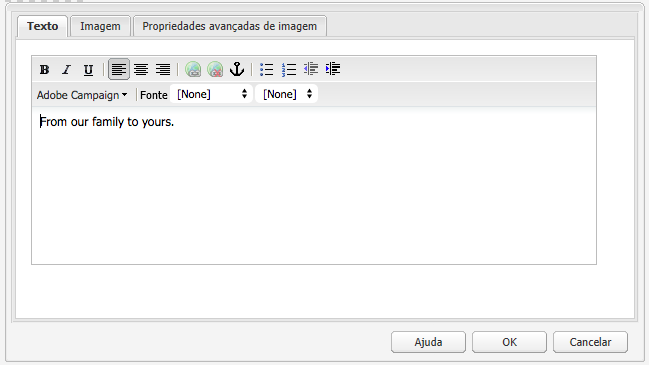 Texto Imagem Propriedades avançadas de imagem
B I U
Adobe Campaign Fonte [None] [None]
From our family to yours.
Ajuda OK Cancelar